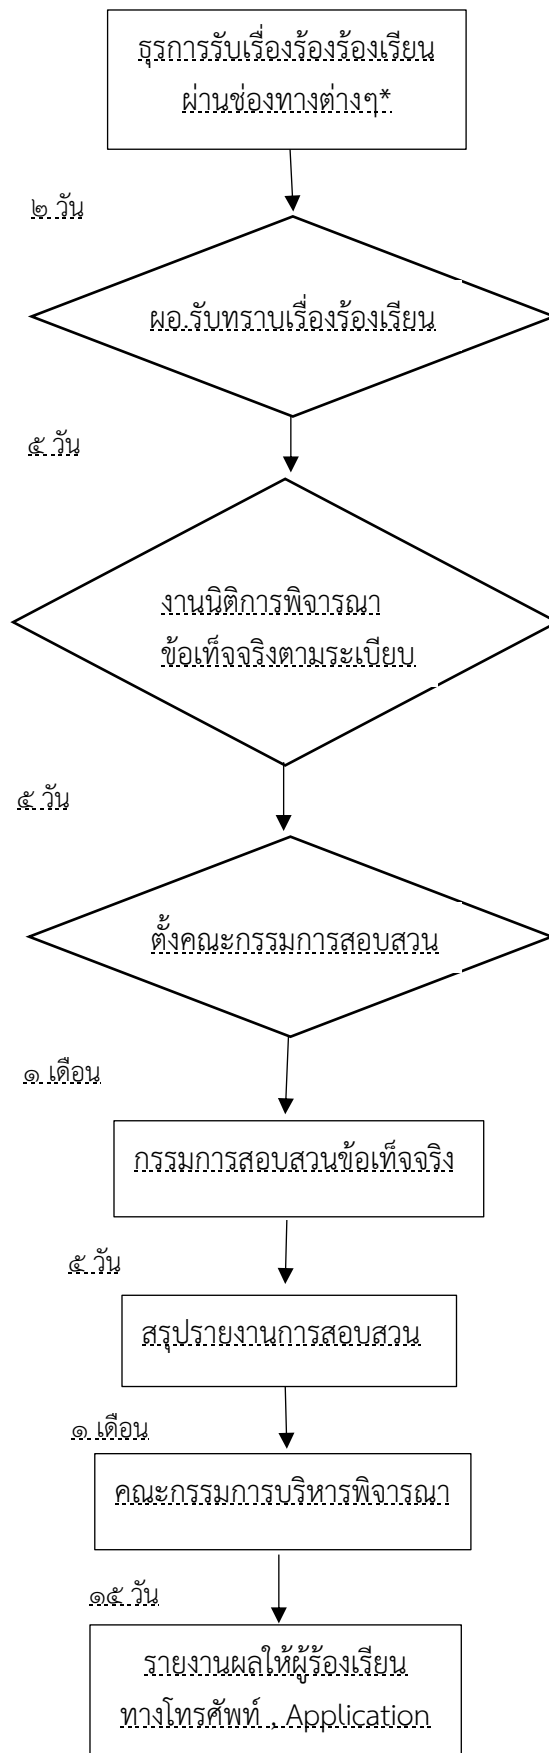 ธุรการรับเรื่องร้องร้องเรียน
ผ่านช่องทางต่างๆ*
๒ วัน
ผอ.รับทราบเรื่องร้องเรียน
๕ วัน
งานนิติการพิจารณา
ข้อเท็จจริงตามระเบียบ
๕ วัน
ตั้งคณะกรรมการสอบสวน
๑ เดือน
กรรมการสอบสวนข้อเท็จจริง
๕ วัน
สรุปรายงานการสอบสวน
๑ เดือน
คณะกรรมการบริหารพิจารณา
๑๕ วัน
รายงานผลให้ผู้ร้องเรียน
ทางโทรศัพท์ , Application